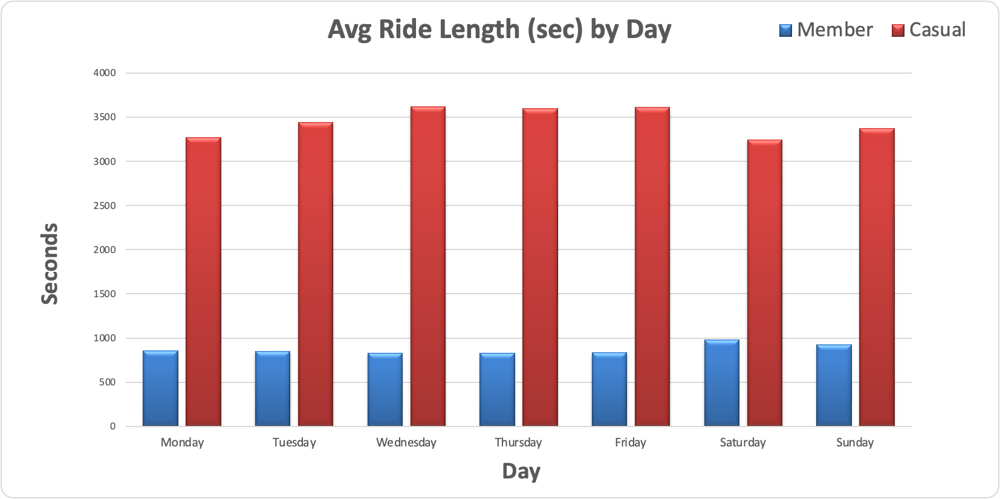 Avg Ride Length (sec) by Day
Member Casual
4000
3500
3000
2500
2000
1500
1000
500
0
Seconds
Monday Tuesday Wednesday Thursday Friday Saturday Sunday
Day